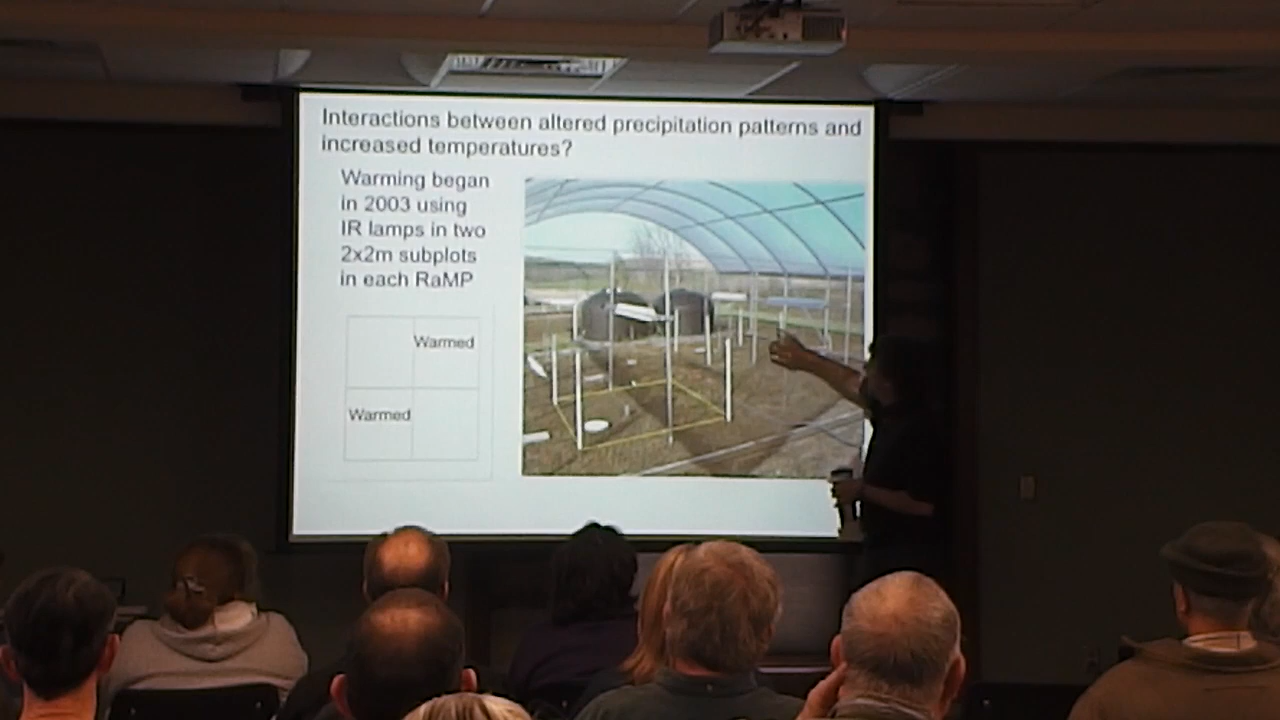 Interactions between altered precipitation patterns and
increased temperatures?
Warming began
in 2003 using
IR lamps in two
2x2m subplots
in each RaMP
Warmed
Warmed